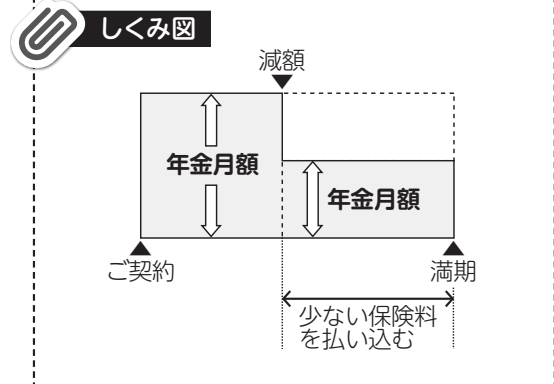 しくみ図
減額
年金月額
年金月額
ご契約
満期
少ない保険料
を払い込む